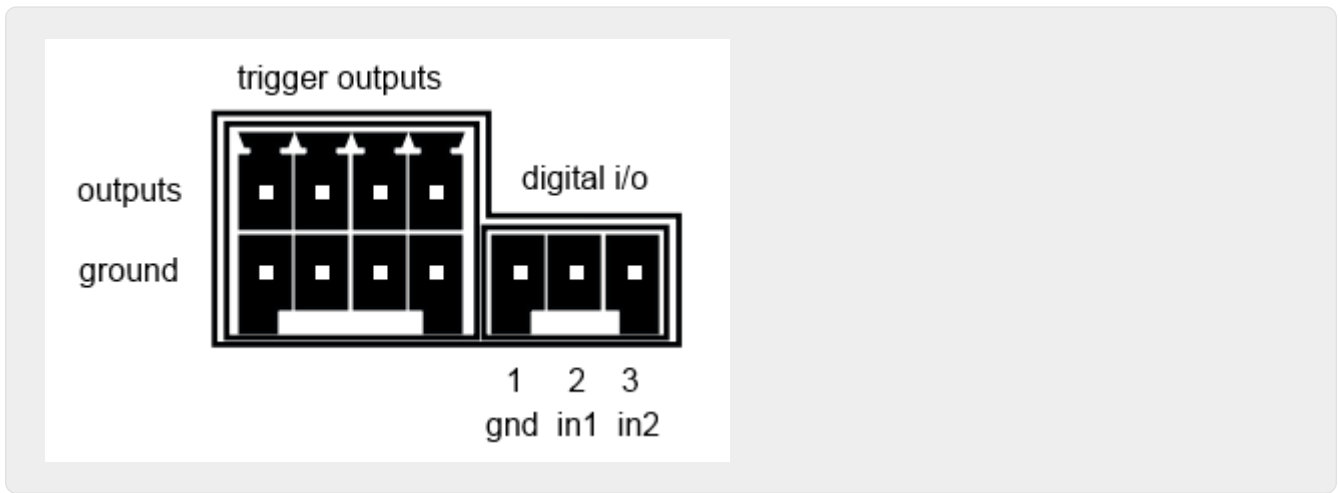 trigger outputs
outputs
digital i/o
ground
1 2 3
gnd in1 in2